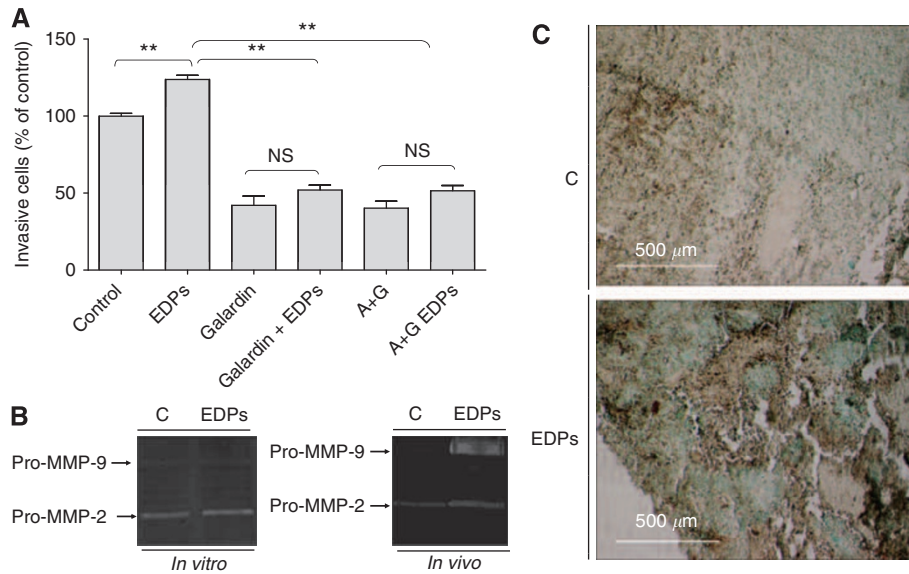 A
Invasive cells (% of control)
150
100
50
0
**
**
**
NS
NS
Control
EDPs
Galardin
Galardin + EDPs
A+G
A+G EDPs
B
C EDPs
Pro-MMP-9
Pro-MMP-2
In vitro
C EDPs
Pro-MMP-9
Pro-MMP-2
In vivo
C
C
500 μm
EDPs
500 μm